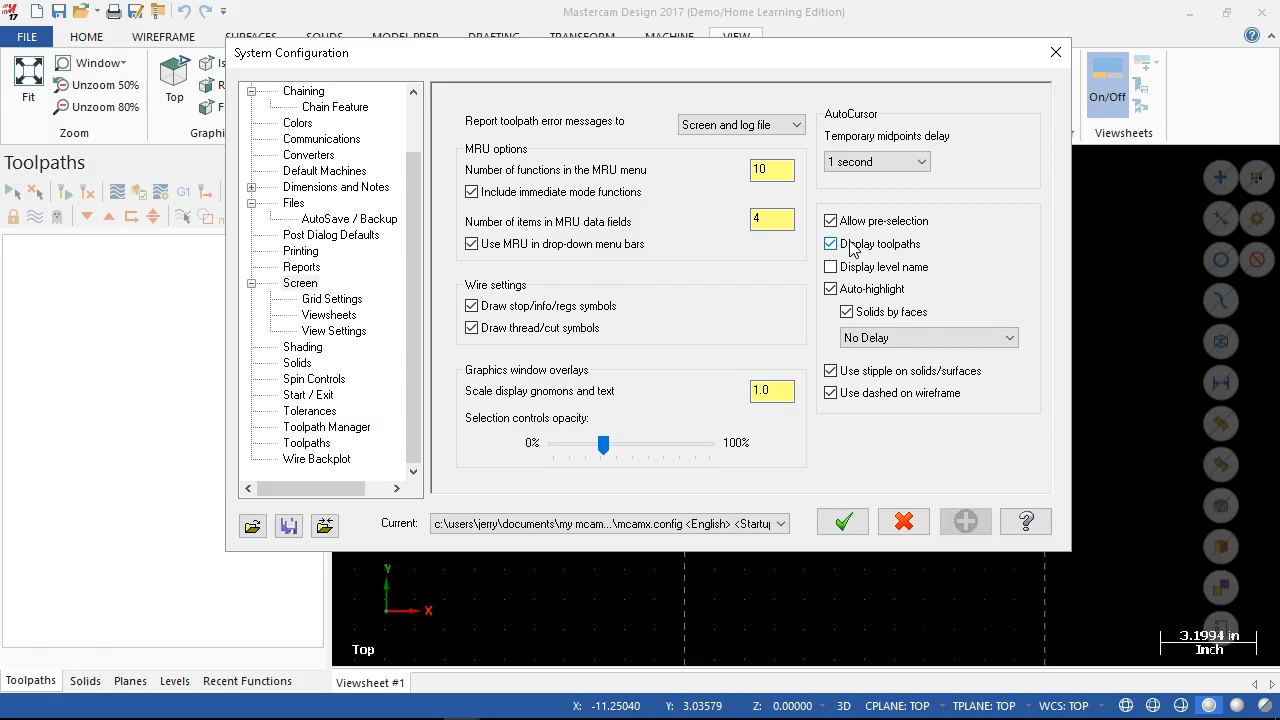 17
Mastercam Design 2017 (Demo/Home Learning Edition)
FILE HOME WIREFRAME SURFACES SOLIDS MODEL PREP DRAFTING TRANSFORM MACHINE VIEW
Window
Unzoom 50%
Unzoom 80%
Fit
Top
Zoom
On/Off
Viewsheets
System Configuration
Toolpaths
G1
Chaining
Chain Feature
Colors
Communications
Converters
Default Machines
Dimensions and Notes
Files
AutoSave / Backup
Post Dialog Defaults
Printing
Reports
Screen
Grid Settings
Viewsheets
View Settings
Shading
Solids
Spin Controls
Start / Exit
Tolerances
Toolpath Manager
Toolpaths
Wire Backplot
Report toolpath error messages to Screen and log file
MRU options
Number of functions in the MRU menu 10
Include immediate mode functions
Number of items in MRU data fields 4
Use MRU in drop-down menu bars
Wire settings
Draw stop/info/regs symbols
Draw thread/cut symbols
Graphics window overlays
Scale display gnomons and text 1.0
Selection controls opacity:
0% 100%
AutoCursor
Temporary midpoints delay
1 second
Allow pre-selection
Display toolpaths
Display level name
Auto-highlight
Solids by faces
No Delay
Use stipple on solids/surfaces
Use dashed on wireframe
Current: c:\users\jerry\documents\my mcam...\mcamx.config <English> <Startup
Y
X
Top
3.1994 in
Inch
Toolpaths Solids Planes Levels Recent Functions
Viewsheet #1
X: -11.25040 Y: 3.03579 Z: 0.00000 3D CPLANE: TOP TPLANE: TOP WCS: TOP